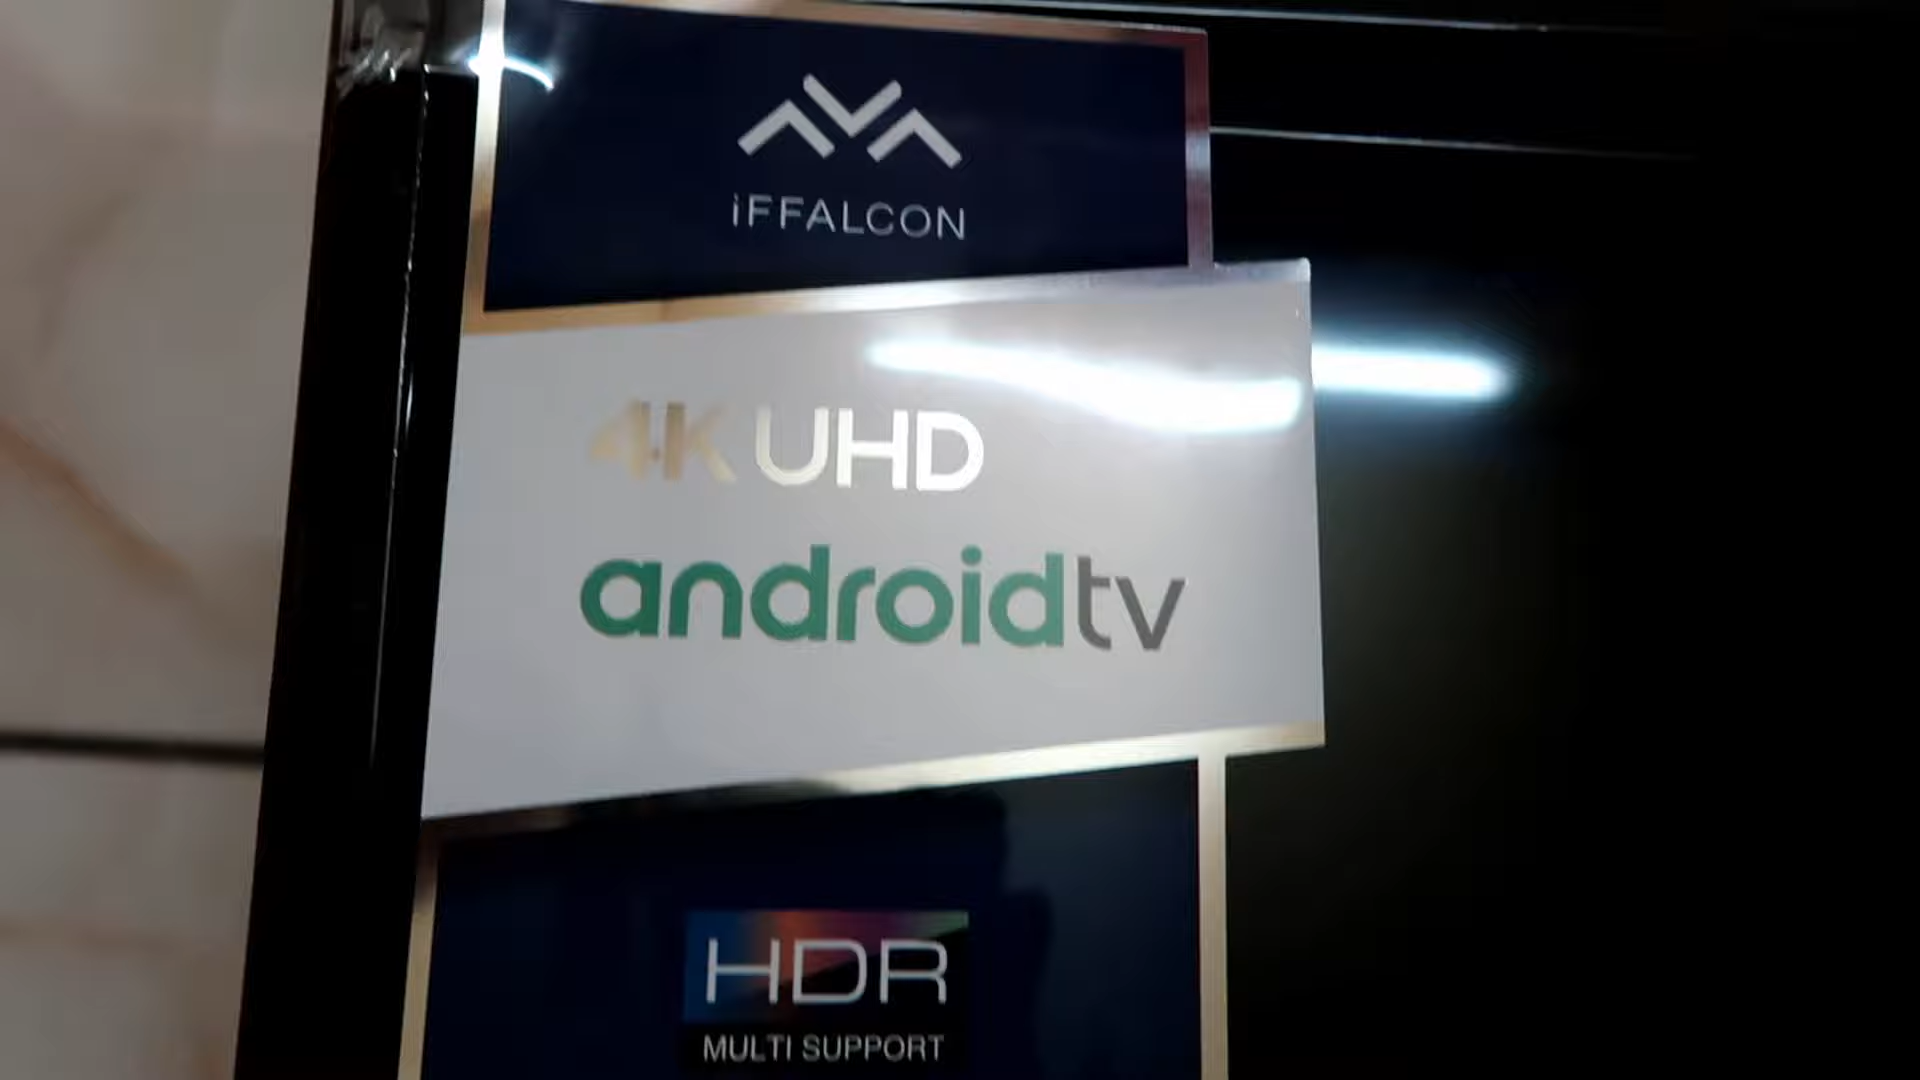 iFFALCON
4K UHD
androidtv
HDR
MULTI SUPPORT